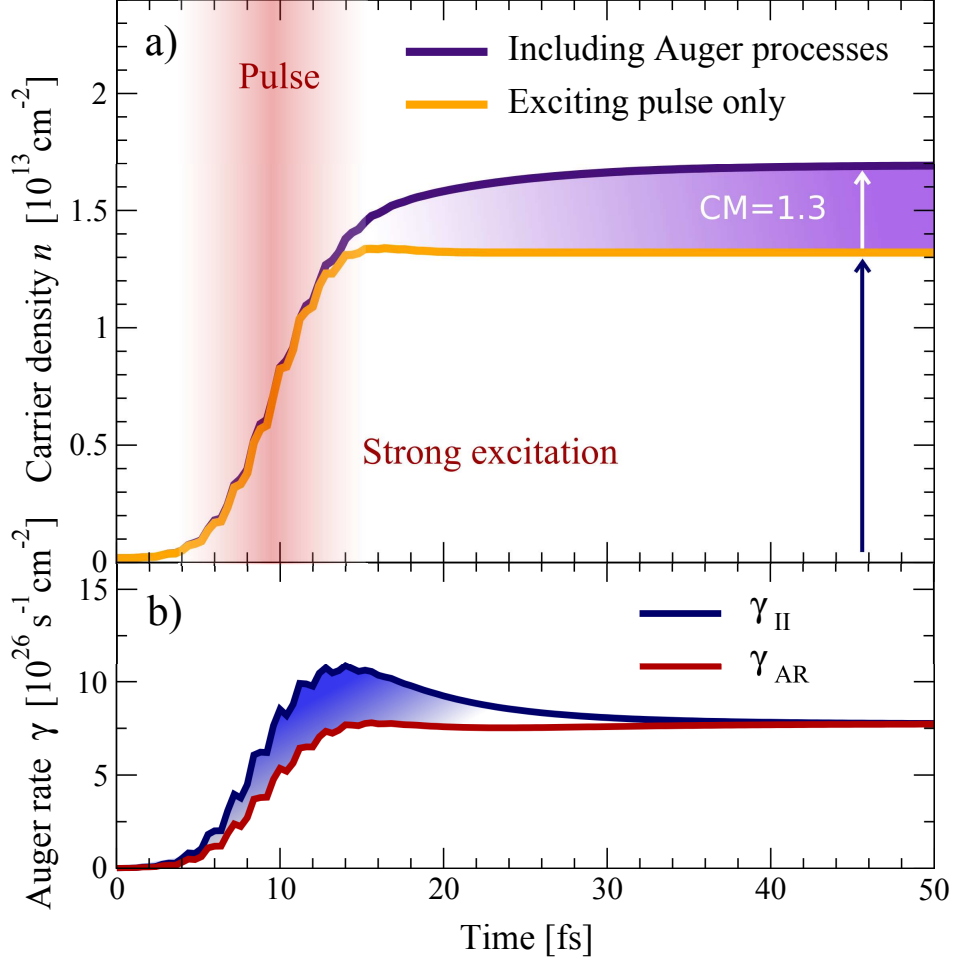 a)
Pulse
Including Auger processes
Exciting pulse only
Carrier density n [10^13 cm^-2]
2
1.5
1
0.5
0
CM=1.3
Strong excitation
b)
γ_II
γ_AR
Auger rate γ [10^26 s^-1 cm^-2]
15
10
5
0
0 10 20 30 40 50
Time [fs]